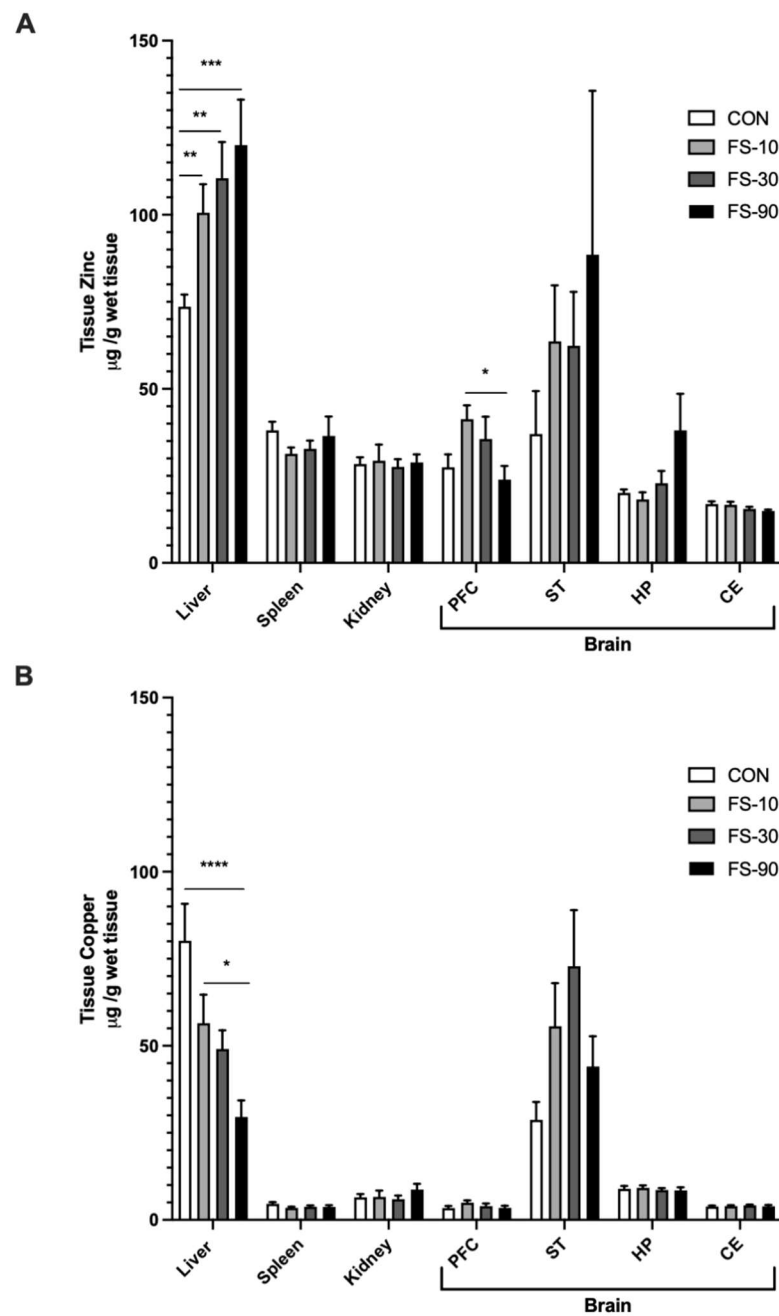 A
150
100
50
0
Tissue Zinc
µg /g wet tissue
***
**
**
*
CON
FS-10
FS-30
FS-90
Liver
Spleen
Kidney
PFC
ST
HP
CE
Brain
B
150
100
50
0
Tissue Copper
µg /g wet tissue
****
*
CON
FS-10
FS-30
FS-90
Liver
Spleen
Kidney
PFC
ST
HP
CE
Brain